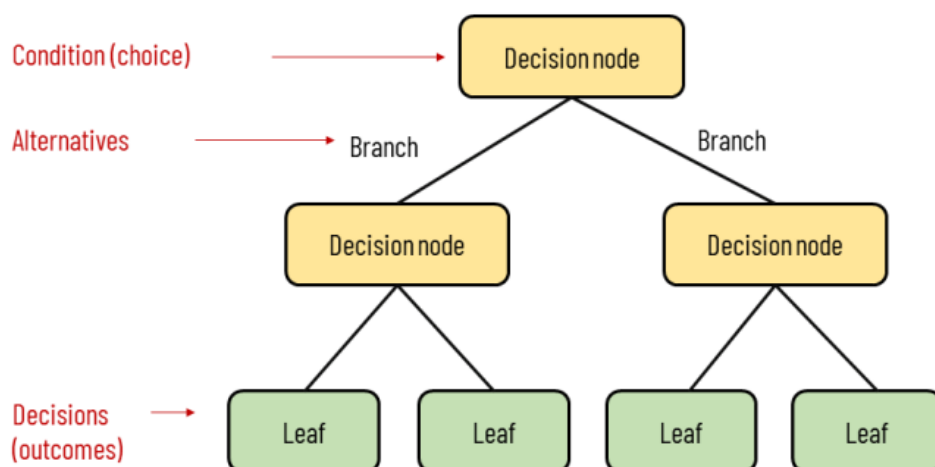 Condition (choice)
Decision node
Alternatives
Branch
Branch
Decision node
Decision node
Decisions
(outcomes)
Leaf
Leaf
Leaf
Leaf